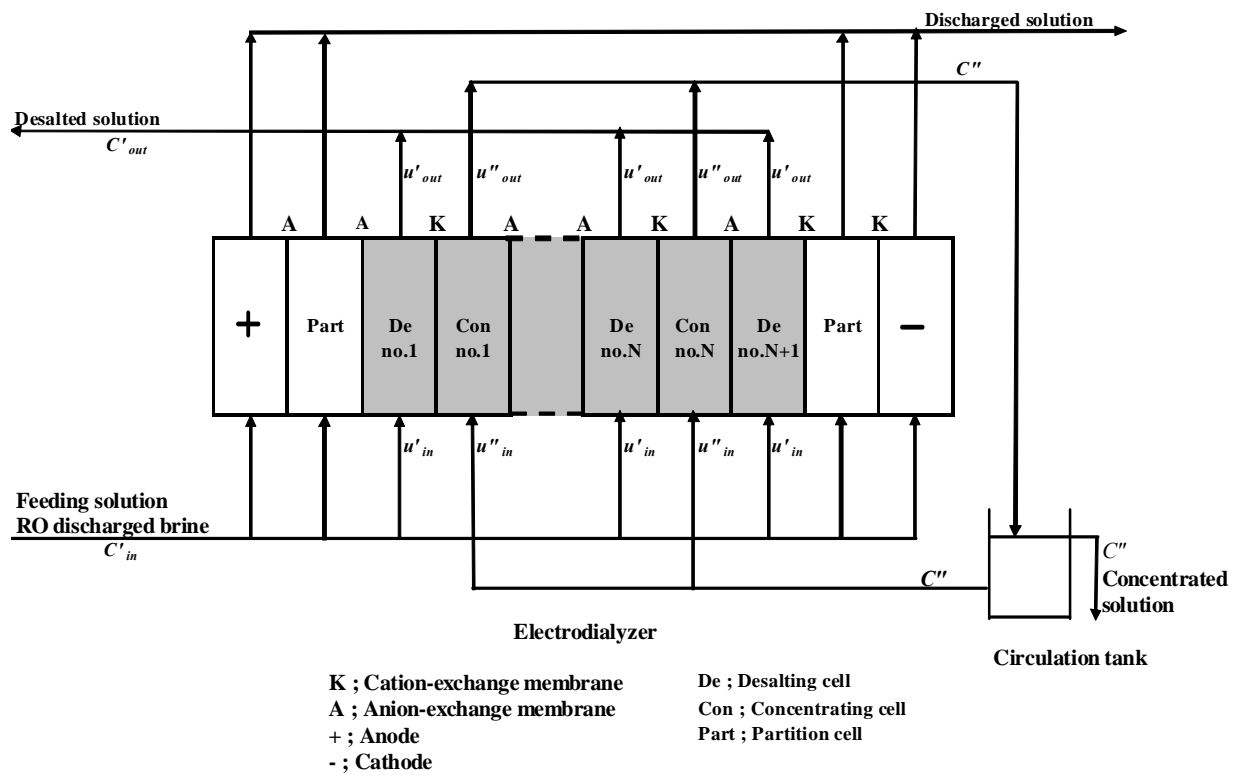 Discharged solution
C″
Desalted solution
C′out
u′out u″out u′out u″out u′out
A A K A A K A K K
+ Part De no.1 Con no.1 De no.N Con no.N De no.N+1 Part −
u′in u″in u′in u″in u′in
Feeding solution
RO discharged brine
C′in
C″
C″
Concentrated
solution
Electrodialyzer
Circulation tank
K ; Cation-exchange membrane
A ; Anion-exchange membrane
+ ; Anode
- ; Cathode
De ; Desalting cell
Con ; Concentrating cell
Part ; Partition cell